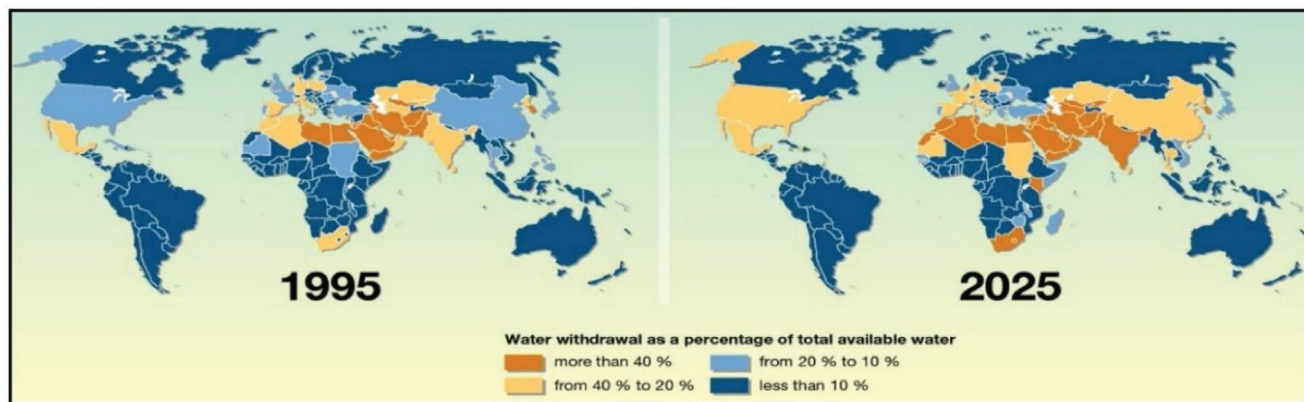 1995
2025
Water withdrawal as a percentage of total available water
more than 40 %
from 20 % to 10 %
from 40 % to 20 %
less than 10 %